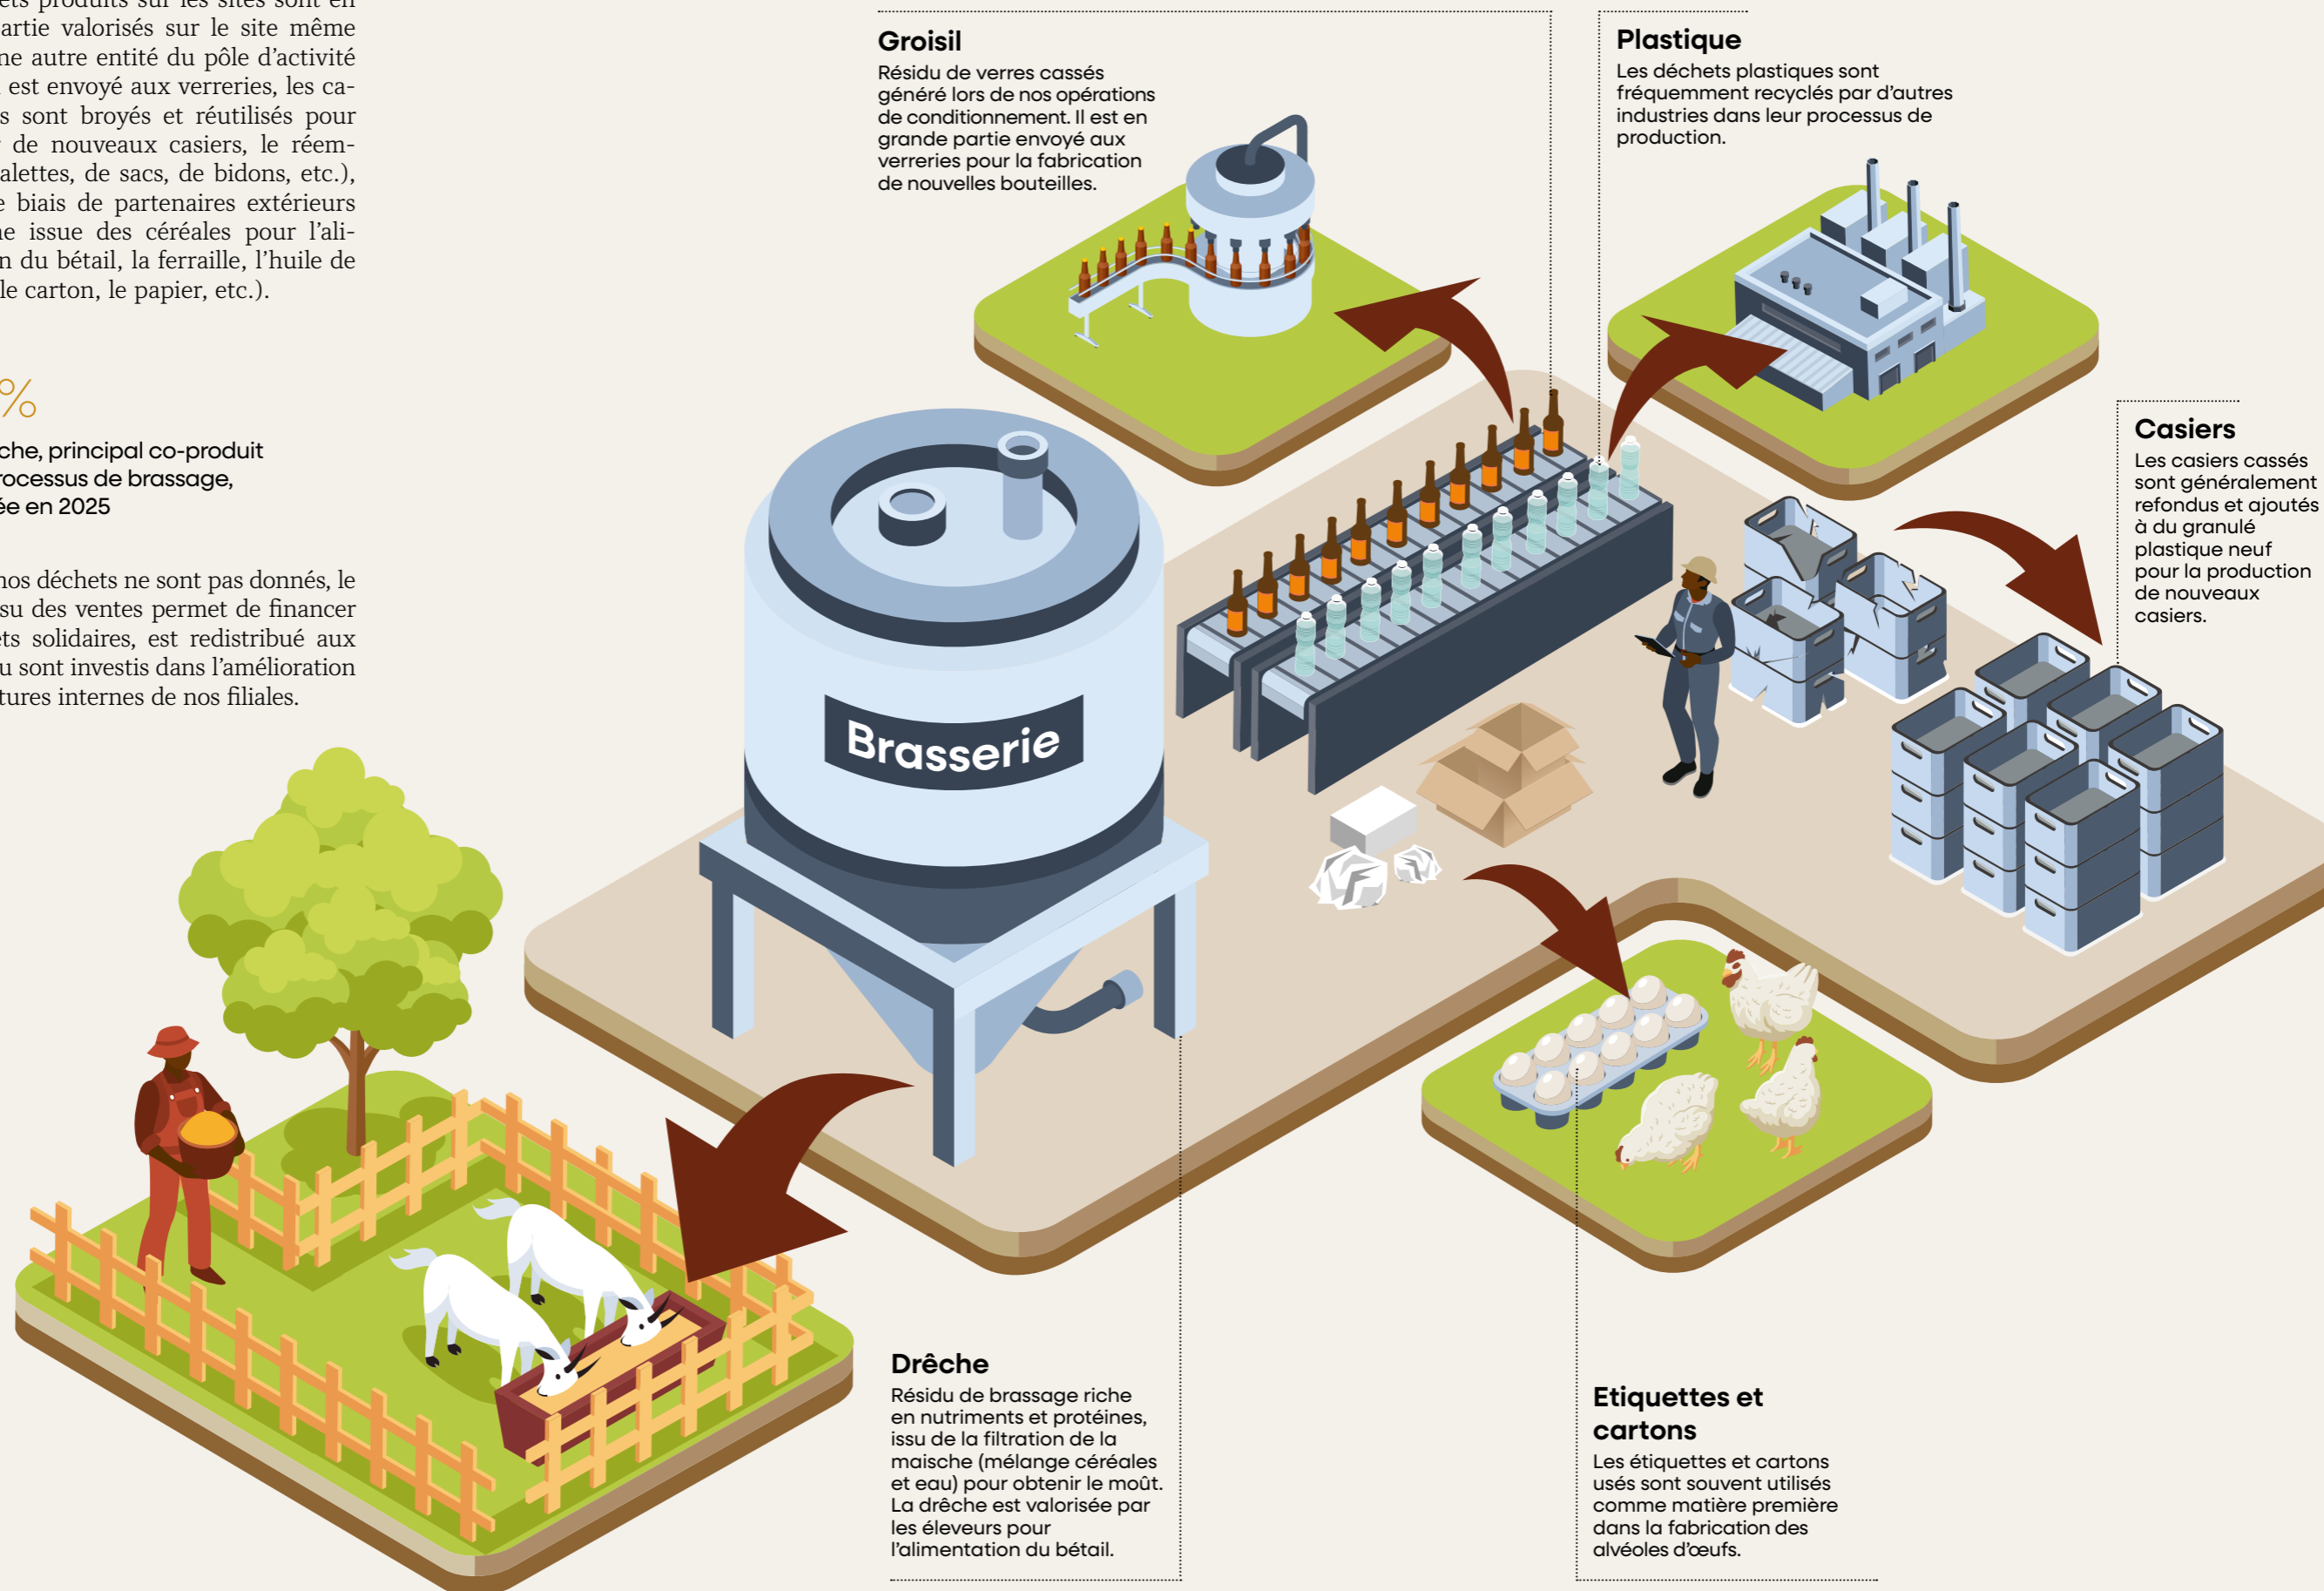 ets produits sur les sites sont en
partie valorisés sur le site même
ne autre entité du pôle d’activité
est envoyé aux verreries, les ca-
s sont broyés et réutilisés pour
de nouveaux casiers, le réem-
alettes, de sacs, de bidons, etc.),
e biais de partenaires extérieurs
ne issue des céréales pour l’ali-
n du bétail, la ferraille, l’huile de
le carton, le papier, etc.).
%
che, principal co-produit
rocessus de brassage,
ée en 2025
nos déchets ne sont pas donnés, le
su des ventes permet de financer
ets solidaires, est redistribué aux
u sont investis dans l’amélioration
tures internes de nos filiales.
Groisil
Résidu de verres cassés
généré lors de nos opérations
de conditionnement. Il est en
grande partie envoyé aux
verreries pour la fabrication
de nouvelles bouteilles.
Plastique
Les déchets plastiques sont
fréquemment recyclés par d’autres
industries dans leur processus de
production.
Casiers
Les casiers cassés
sont généralement
refondus et ajoutés
à du granulé
plastique neuf
pour la production
de nouveaux
casiers.
Brasserie
Drêche
Résidu de brassage riche
en nutriments et protéines,
issu de la filtration de la
maische (mélange céréales
et eau) pour obtenir le moût.
La drêche est valorisée par
les éleveurs pour
l’alimentation du bétail.
Etiquettes et
cartons
Les étiquettes et cartons
usés sont souvent utilisés
comme matière première
dans la fabrication des
alvéoles d’œufs.